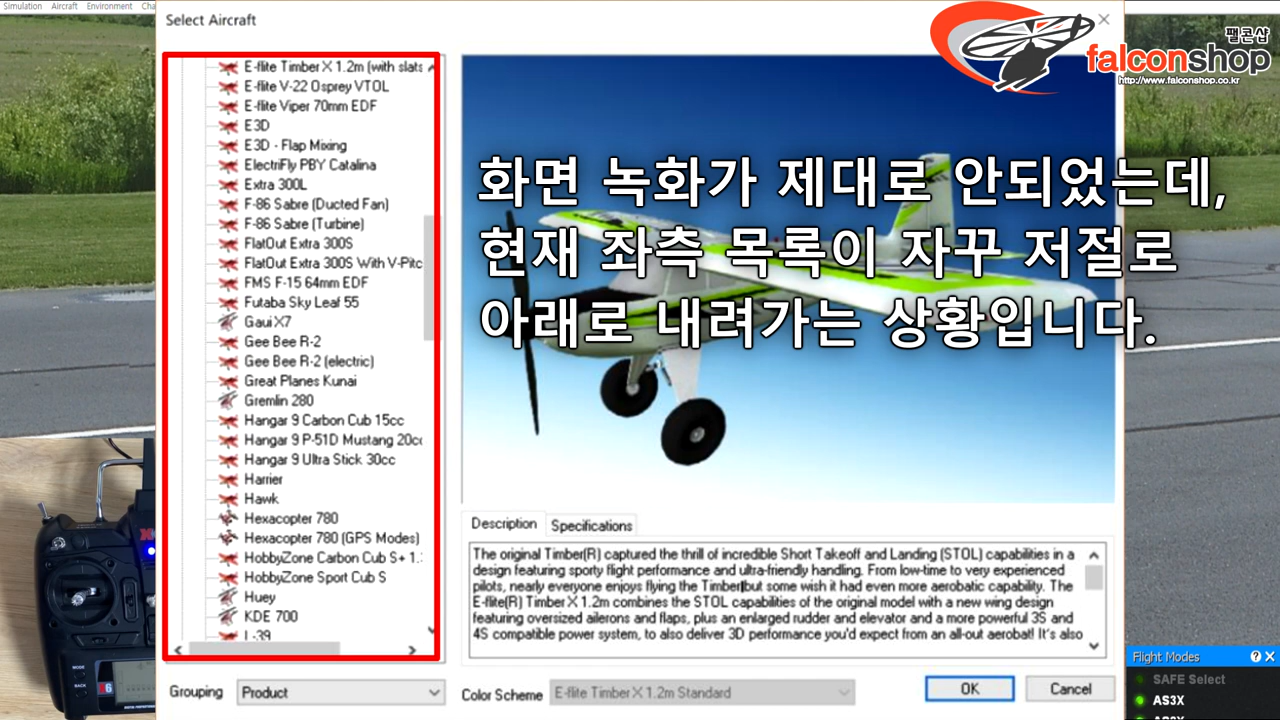 Simulation Aircraft Environment Cha
Select Aircraft
펠콘샵
falconshop
http://www.falconshop.co.kr
E-flite Timber X 1.2m (with slats
E-flite V-22 Osprey VTOL
E-flite Viper 70mm EDF
E3D
E3D - Flap Mixing
ElectriFly PBY Catalina
Extra 300L
F-86 Sabre (Ducted Fan)
F-86 Sabre (Turbine)
FlatOut Extra 300S
FlatOut Extra 300S With V-Pitc
FMS F-15 64mm EDF
Futaba Sky Leaf 55
Gaui X7
Gee Bee R-2
Gee Bee R-2 (electric)
Great Planes Kunai
Gremlin 280
Hangar 9 Carbon Cub 15cc
Hangar 9 P-51D Mustang 20cc
Hangar 9 Ultra Stick 30cc
Harrier
Hawk
Hexacopter 780
Hexacopter 780 (GPS Modes)
HobbyZone Carbon Cub S+ 1.
HobbyZone Sport Cub S
Huey
KDE 700
L-39
화면 녹화가 제대로 안되었는데,
현재 좌측 목록이 자꾸 저절로
아래로 내려가는 상황입니다.
Description Specifications
The original Timber(R) captured the thrill of incredible Short Takeoff and Landing (STOL) capabilities in a
design featuring sporty flight performance and ultra-friendly handling. From low-time to very experienced
pilots, nearly everyone enjoys flying the Timber but some wish it had even more aerobatic capability. The
E-flite(R) Timber X 1.2m combines the STOL capabilities of the original model with a new wing design
featuring oversized ailerons and flaps, plus an enlarged rudder and elevator and a more powerful 3S and
4S compatible power system, to also deliver 3D performance you'd expect from an all-out aerobat! It's also
Grouping Product
Color Scheme E-flite Timber X 1.2m Standard
OK Cancel
Flight Modes
SAFE Select
AS3X
MODE
BACK
6